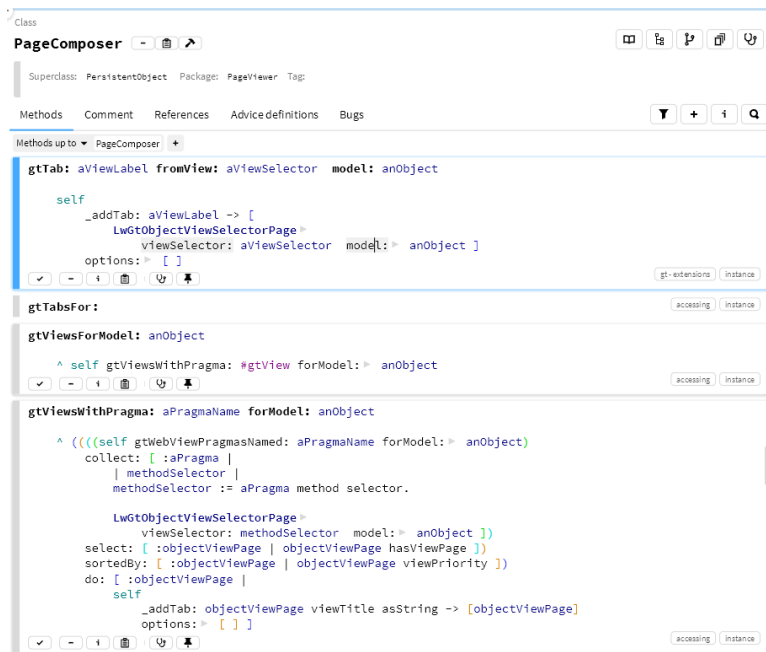 Class
PageComposer
Superclass: PersistentObject Package: PageViewer Tag:
Methods Comment References Advice definitions Bugs
Methods up to PageComposer +
gtTab: aViewLabel fromView: aViewSelector model: anObject
self
_addTab: aViewLabel -> [
LwGtObjectViewSelectorPage
viewSelector: aViewSelector model: anObject ]
options: [ ]
gt-extensions instance
gtTabsFor:
accessing instance
gtViewsForModel: anObject
^ self gtViewsWithPragma: #gtView forModel: anObject
accessing instance
gtViewsWithPragma: aPragmaName forModel: anObject
^ ((((self gtWebViewPragmasNamed: aPragmaName forModel: anObject)
collect: [ :aPragma |
| methodSelector |
methodSelector := aPragma method selector.
LwGtObjectViewSelectorPage
viewSelector: methodSelector model: anObject ])
select: [ :objectViewPage | objectViewPage hasViewPage ])
sortedBy: [ :objectViewPage | objectViewPage viewPriority ])
do: [ :objectViewPage |
self
_addTab: objectViewPage viewTitle asString -> [objectViewPage]
options: [ ] ]
accessing instance